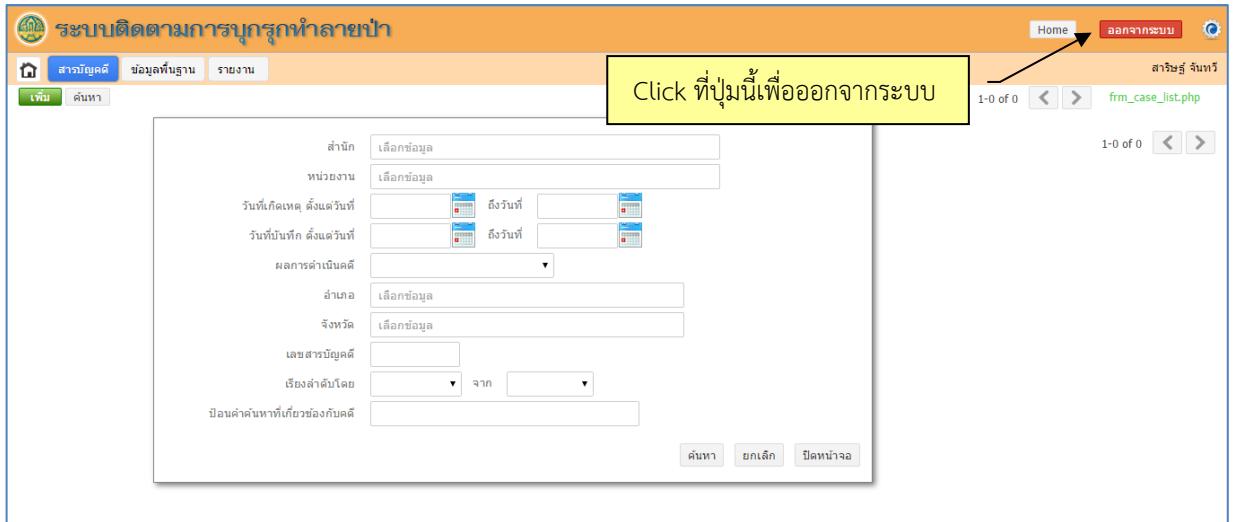 ระบบติดตามการบุกรุกทำลายป่า Home ออกจากระบบ
สารบัญคดี ข้อมูลพื้นฐาน รายงาน สาริษฐ์ จันทวี
Click ที่ปุ่มนี้เพื่อออกจากระบบ
เพิ่ม ค้นหา 1-0 of 0 frm_case_list.php
1-0 of 0
สำนัก เลือกข้อมูล
หน่วยงาน เลือกข้อมูล
วันที่เกิดเหตุ ตั้งแต่วันที่ ถึงวันที่
วันที่บันทึก ตั้งแต่วันที่ ถึงวันที่
ผลการดำเนินคดี
อำเภอ เลือกข้อมูล
จังหวัด เลือกข้อมูล
เลขสารบัญคดี
เรียงลำดับโดย จาก
ป้อนคำค้นหาที่เกี่ยวข้องกับคดี
ค้นหา ยกเลิก ปิดหน้าจอ